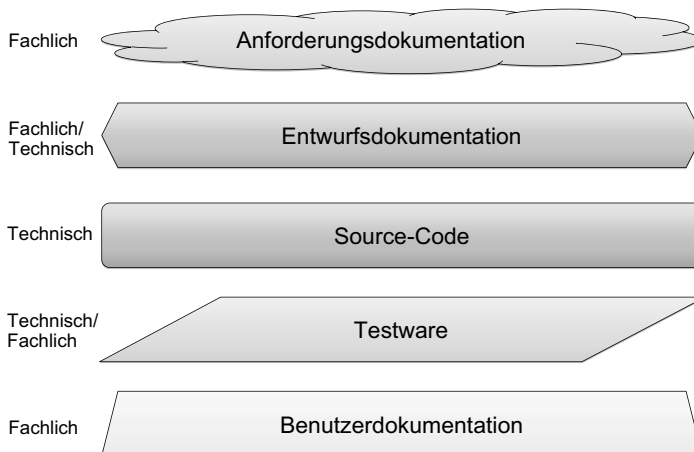 Fachlich
Anforderungsdokumentation
Fachlich/
Technisch
Entwurfsdokumentation
Technisch
Source-Code
Technisch/
Fachlich
Testware
Fachlich
Benutzerdokumentation